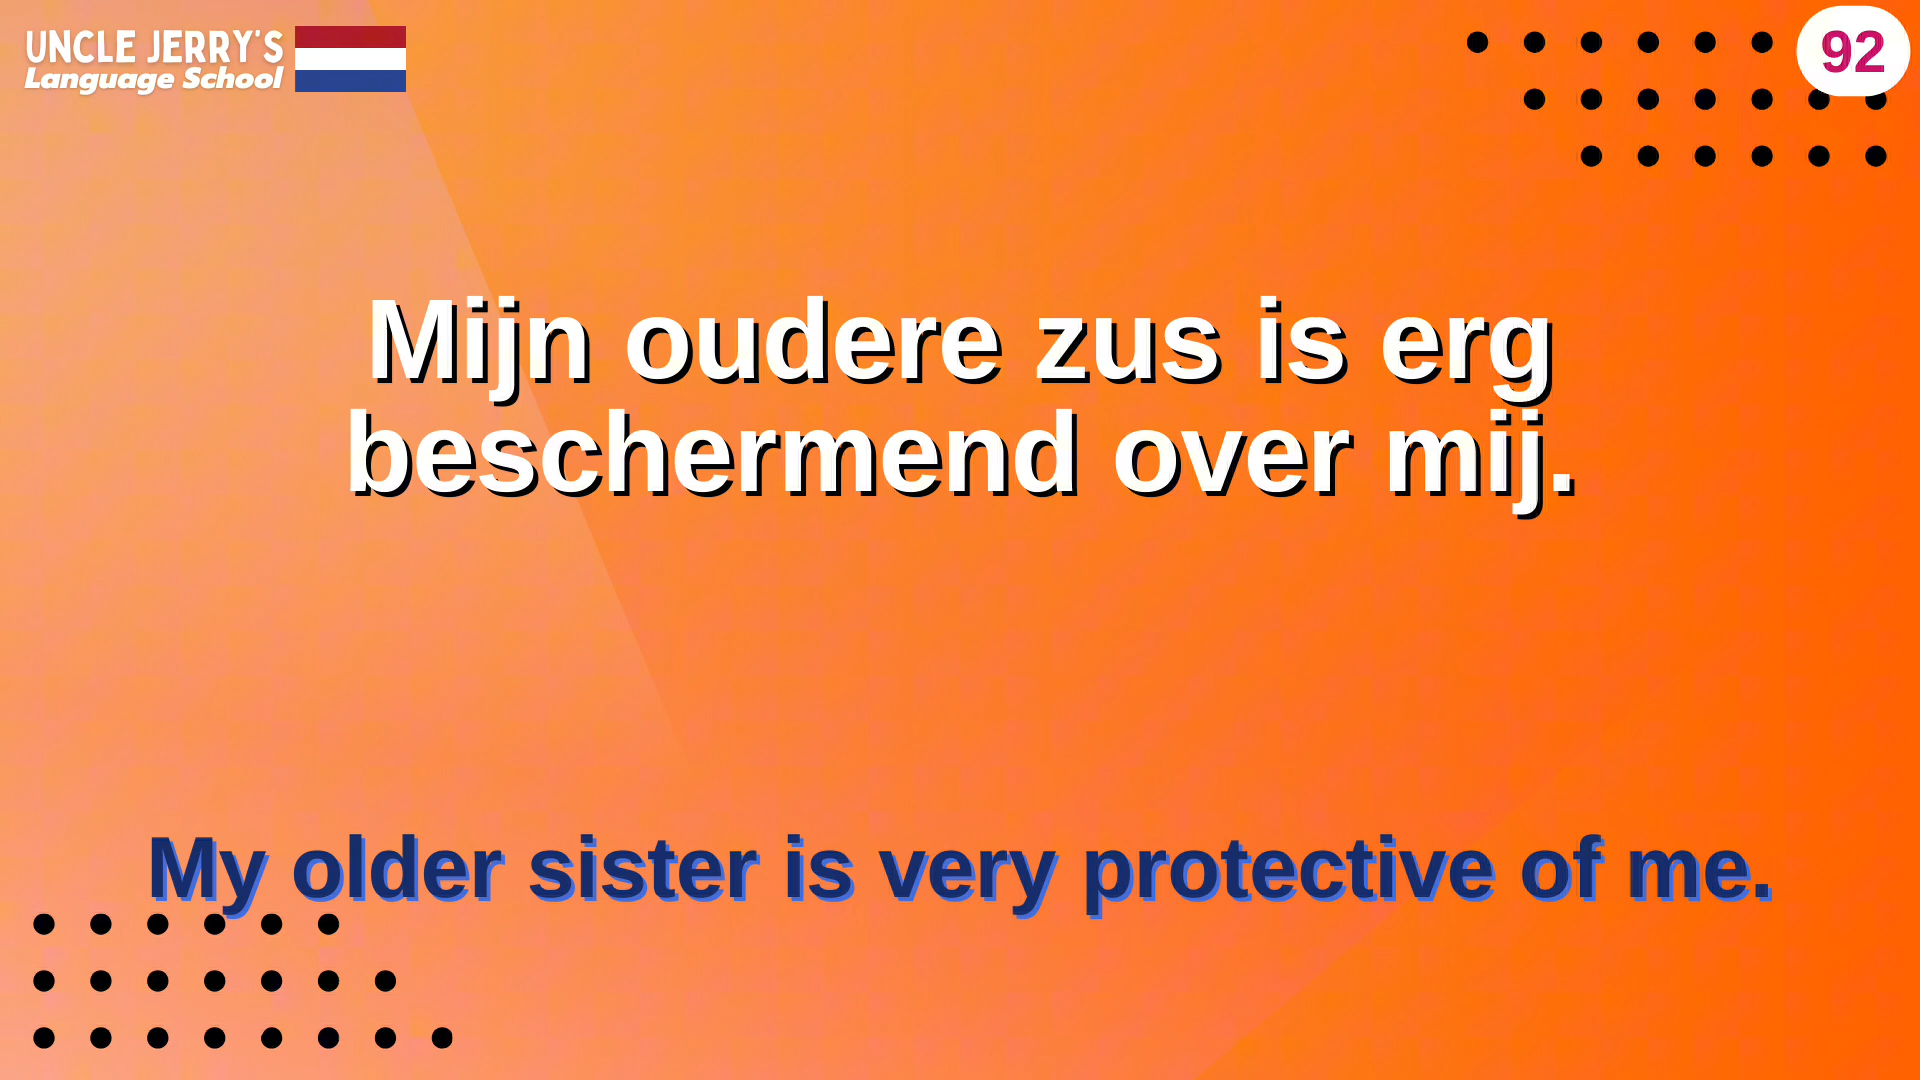 UNCLE JERRY'S
Language School
92
Mijn oudere zus is erg
beschermend over mij.
My older sister is very protective of me.